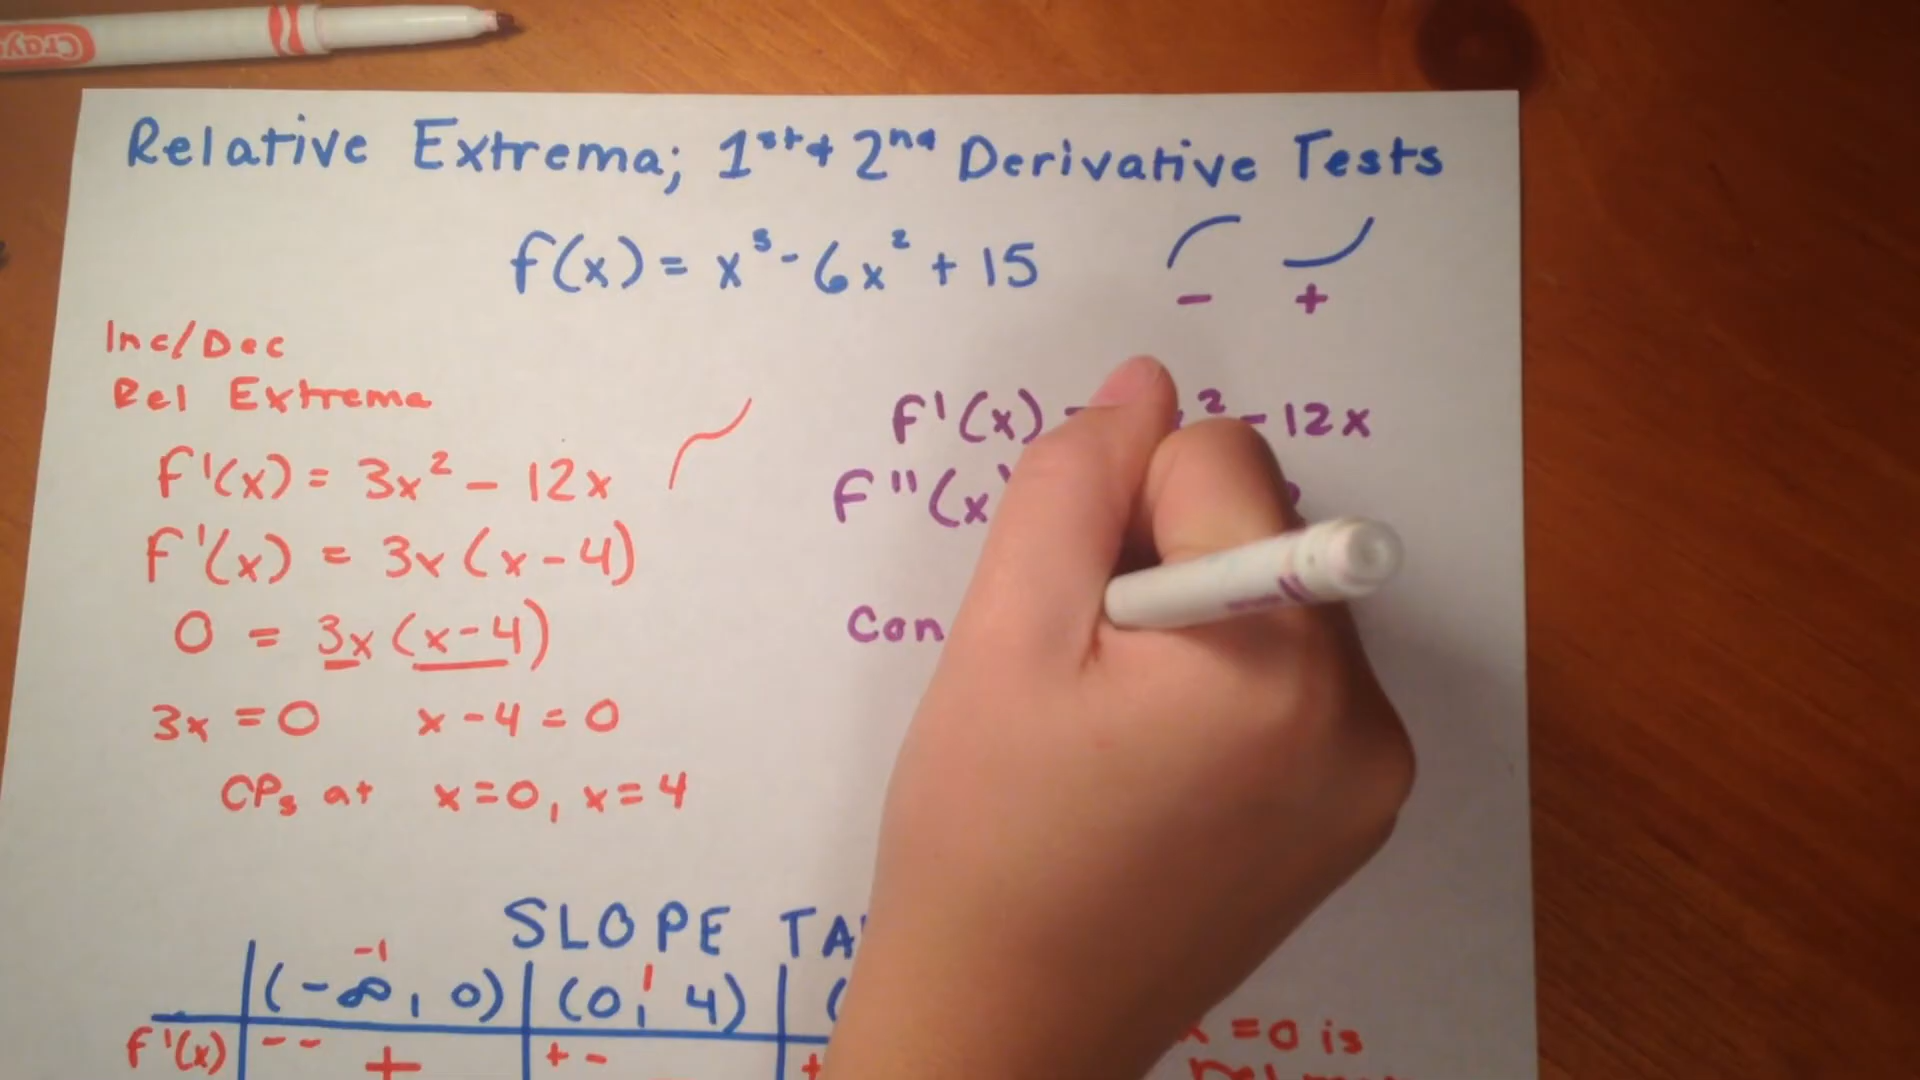 Relative Extrema; 1st + 2nd Derivative Tests
f(x) = x³ - 6x² + 15
- +
Inc/Dec
Rel Extrema
f'(x) = 3x² - 12x
f'(x) = 3x(x-4)
0 = 3x(x-4)
3x = 0 x-4 = 0
CPs at x=0, x=4
f'(x) ² - 12x
f"(x)
Con
SLOPE TA
-1 1
(-∞, 0) (0, 4) (
f'(x) -- + +- +
x = 0 is